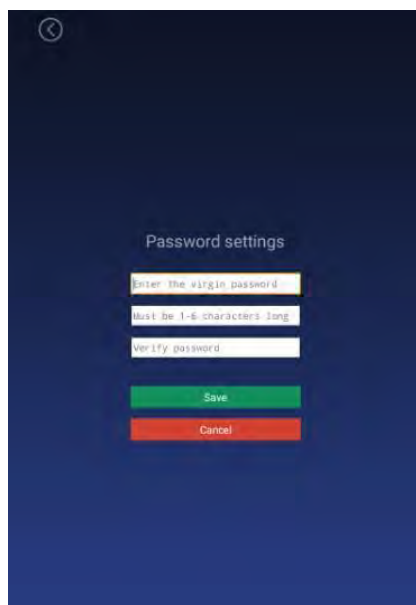 Password settings
Enter the virgin password
Must be 1-6 characters long
Verify password
Save
Cancel